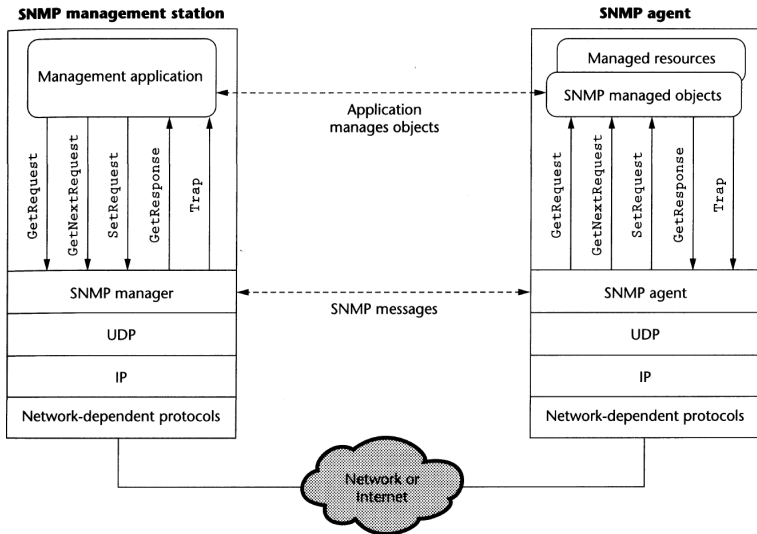 SNMP management station
SNMP agent
Management application
Managed resources
SNMP managed objects
Application
manages objects
GetRequest
GetNextRequest
SetRequest
GetResponse
Trap
GetRequest
GetNextRequest
SetRequest
GetResponse
Trap
SNMP manager
SNMP messages
SNMP agent
UDP
UDP
IP
IP
Network-dependent protocols
Network-dependent protocols
Network or
Internet